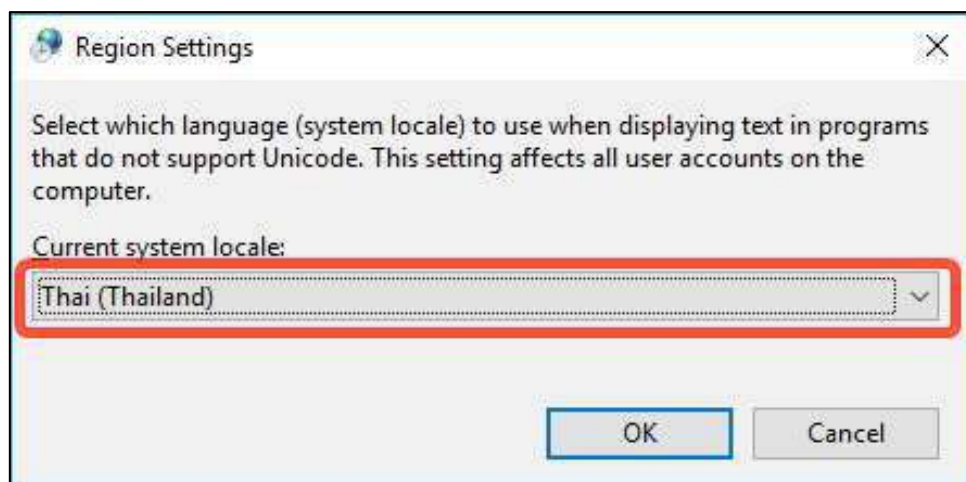 Region Settings
Select which language (system locale) to use when displaying text in programs
that do not support Unicode. This setting affects all user accounts on the
computer.
Current system locale:
Thai (Thailand)
OK
Cancel